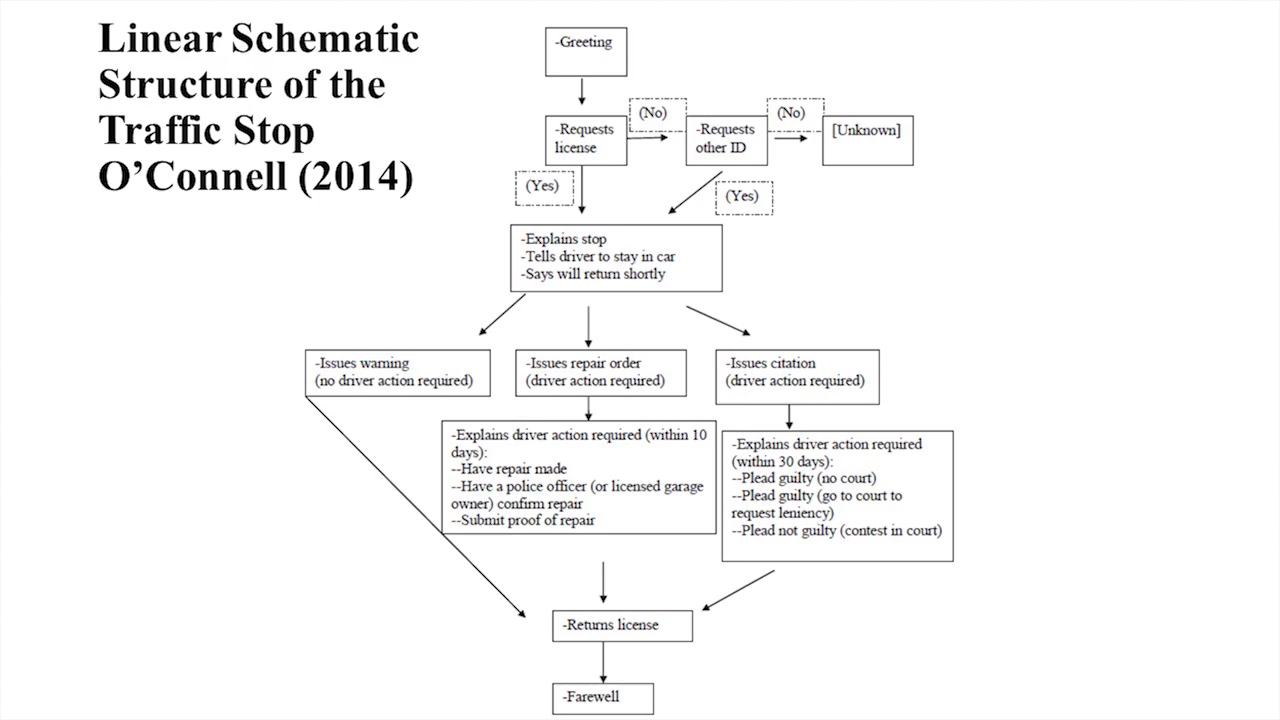 Linear Schematic
Structure of the
Traffic Stop
O’Connell (2014)
-Greeting
-Requests
license
(No)
-Requests
other ID
(No)
[Unknown]
(Yes)
(Yes)
-Explains stop
-Tells driver to stay in car
-Says will return shortly
-Issues warning
(no driver action required)
-Issues repair order
(driver action required)
-Issues citation
(driver action required)
-Explains driver action required (within 10
days):
--Have repair made
--Have a police officer (or licensed garage
owner) confirm repair
--Submit proof of repair
-Explains driver action required
(within 30 days):
--Plead guilty (no court)
--Plead guilty (go to court to
request leniency)
--Plead not guilty (contest in court)
-Returns license
-Farewell